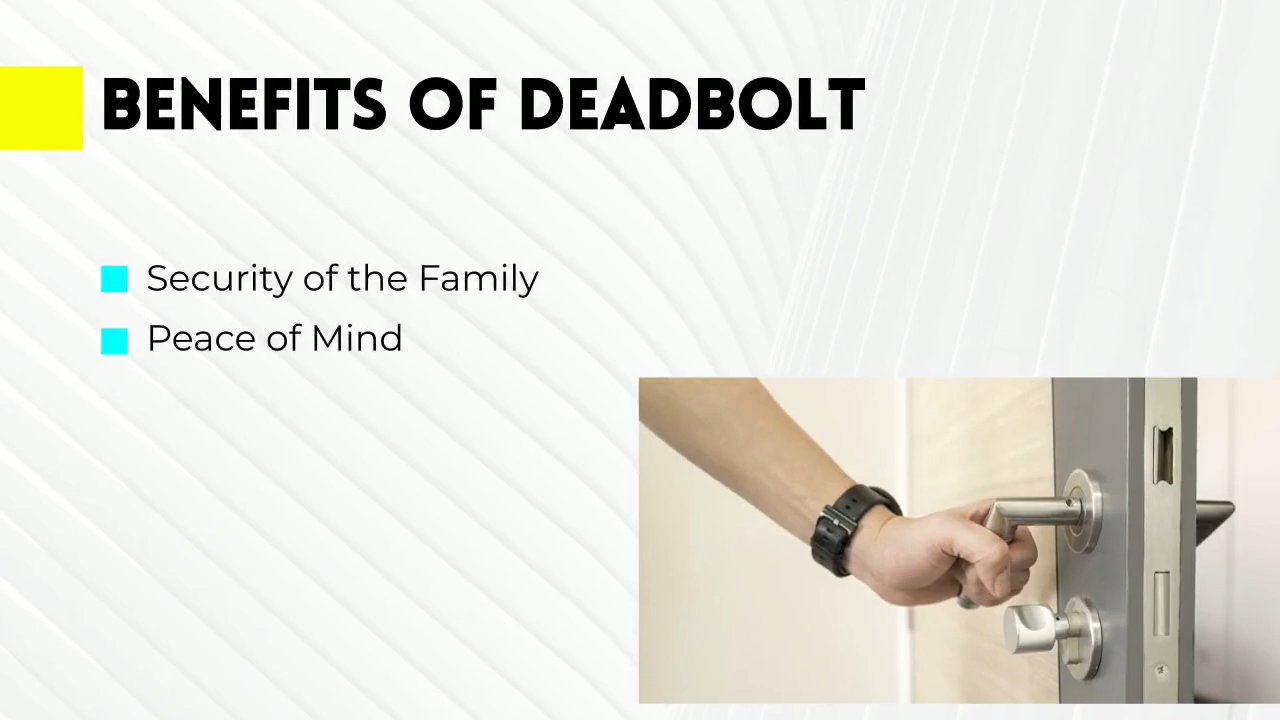 BENEFITS OF DEADBOLT
Security of the Family
Peace of Mind